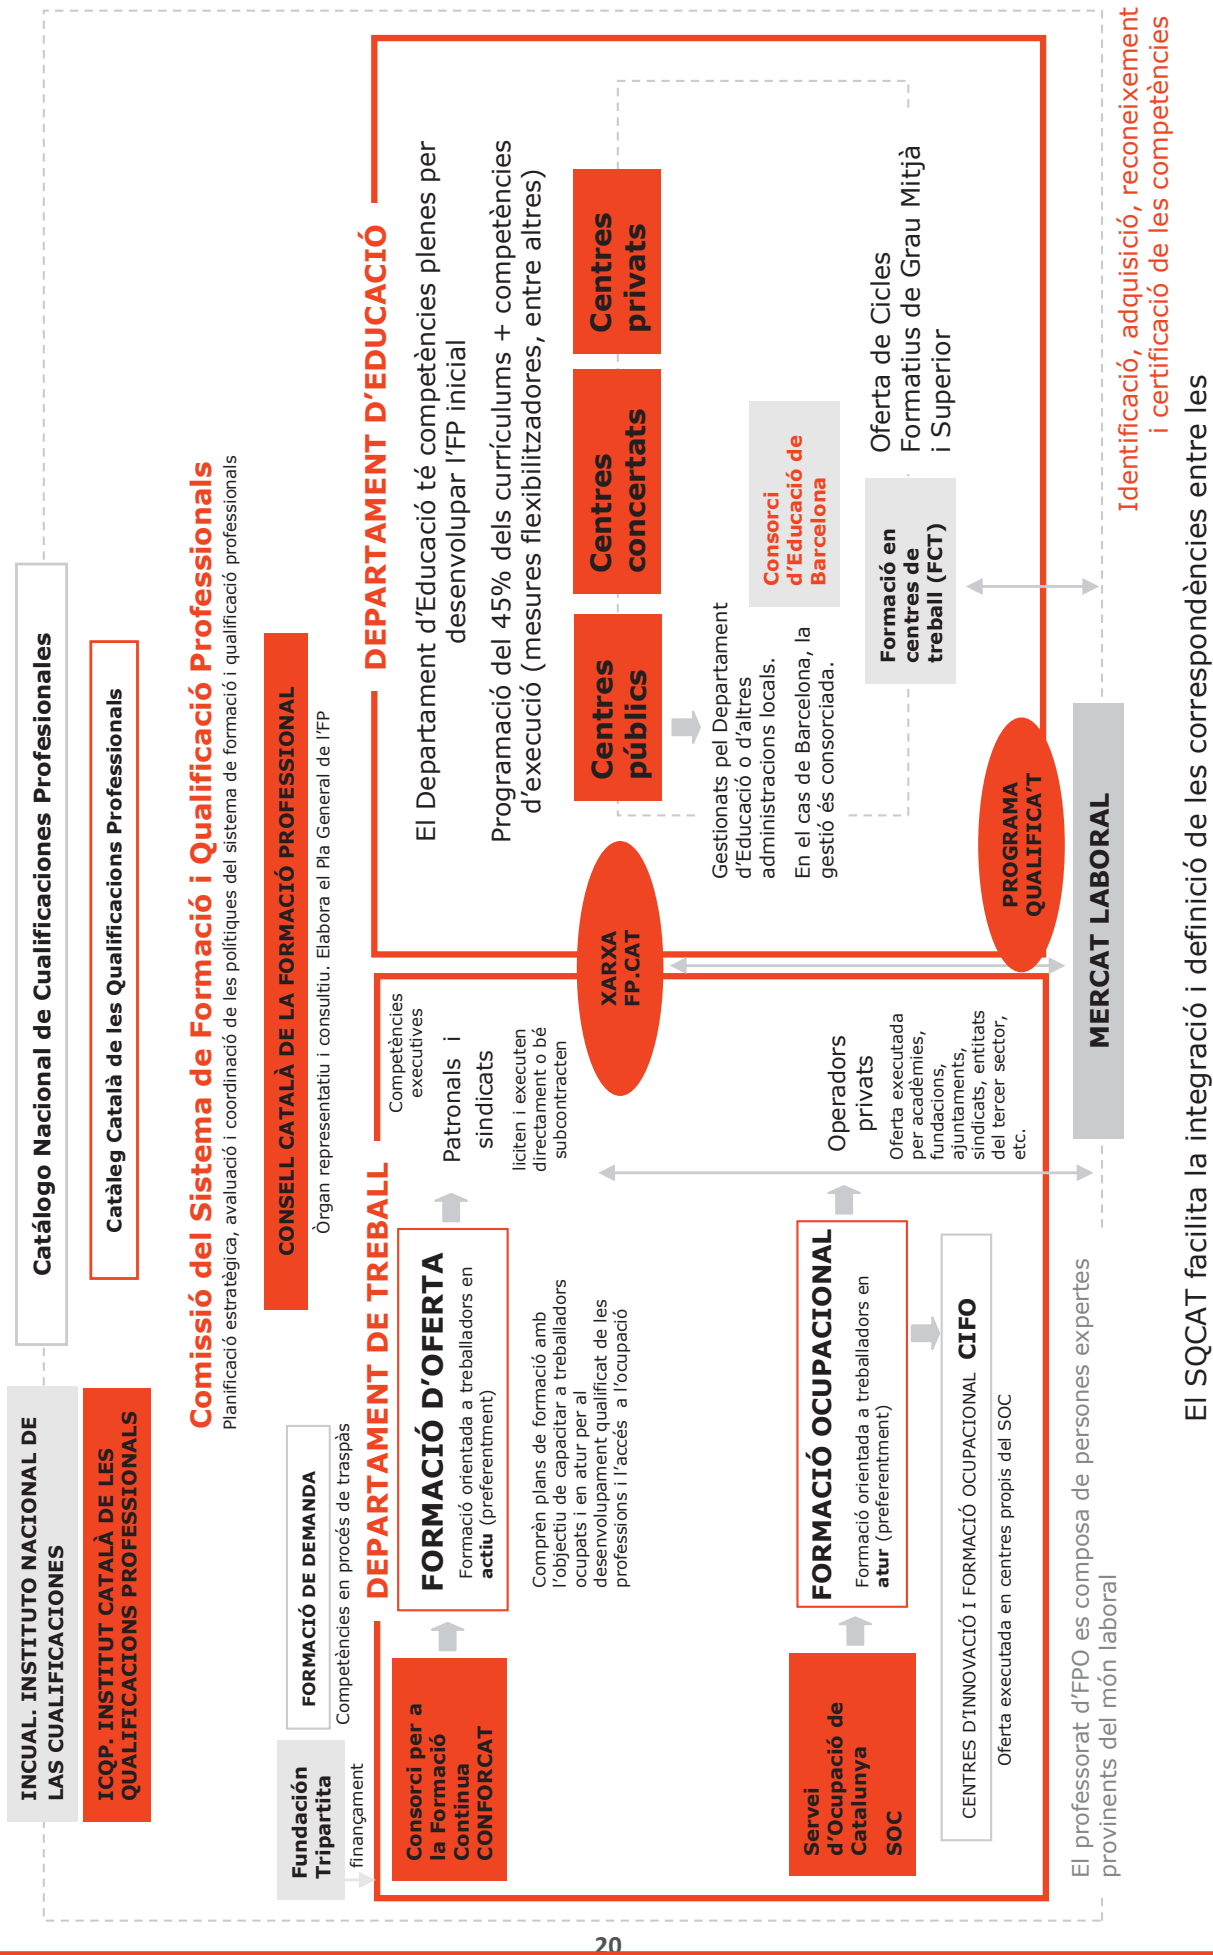 INCUAL. INSTITUTO NACIONAL DE
LAS CUALIFICACIONES
Catálogo Nacional de Cualificaciones Profesionales
ICQP. INSTITUT CATALÀ DE LES
QUALIFICACIONS PROFESSIONALS
Catàleg Català de les Qualificacions Professionals
Comissió del Sistema de Formació i Qualificació Professionals
Planificació estratègica, avaluació i coordinació de les polítiques del sistema de formació i qualificació professionals
CONSELL CATALÀ DE LA FORMACIÓ PROFESSIONAL
Òrgan representatiu i consultiu. Elabora el Pla General de l'FP
Fundación
Tripartita
finançament
FORMACIÓ DE DEMANDA
Competències en procés de traspàs
DEPARTAMENT DE TREBALL
Consorci per a
la Formació
Continua
CONFORCAT
FORMACIÓ D'OFERTA
Formació orientada a treballadors en
actiu (preferentment)
Competències
executives
Patronals i
sindicats
liciten i executen
directament o bé
subcontracten
Comprèn plans de formació amb
l'objectiu de capacitar a treballadors
ocupats i en atur per al
desenvolupament qualificat de les
professions i l'accés a l'ocupació
Servei
d'Ocupació de
Catalunya
SOC
FORMACIÓ OCUPACIONAL
Formació orientada a treballadors en
atur (preferentment)
Operadors
privats
Oferta executada
per acadèmies,
fundacions,
ajuntaments,
sindicats, entitats
del tercer sector,
etc.
CENTRES D'INNOVACIÓ I FORMACIÓ OCUPACIONAL CIFO
Oferta executada en centres propis del SOC
DEPARTAMENT D'EDUCACIÓ
El Departament d'Educació té competències plenes per
desenvolupar l'FP inicial
Programació del 45% dels currículums + competències
d'execució (mesures flexibilitzadores, entre altres)
XARXA
FP.CAT
Centres
públics
Centres
concertats
Centres
privats
Gestionats pel Departament
d'Educació o d'altres
administracions locals.
En el cas de Barcelona, la
gestió és consorciada.
Consorci
d'Educació de
Barcelona
Formació en
centres de
treball (FCT)
Oferta de Cicles
Formatius de Grau Mitjà
i Superior
PROGRAMA
QUALIFICA'T
El professorat d'FPO es composa de persones expertes
provinents del món laboral
MERCAT LABORAL
Identificació, adquisició, reconeixement
i certificació de les competències
El SQCAT facilita la integració i definició de les correspondències entre les
20